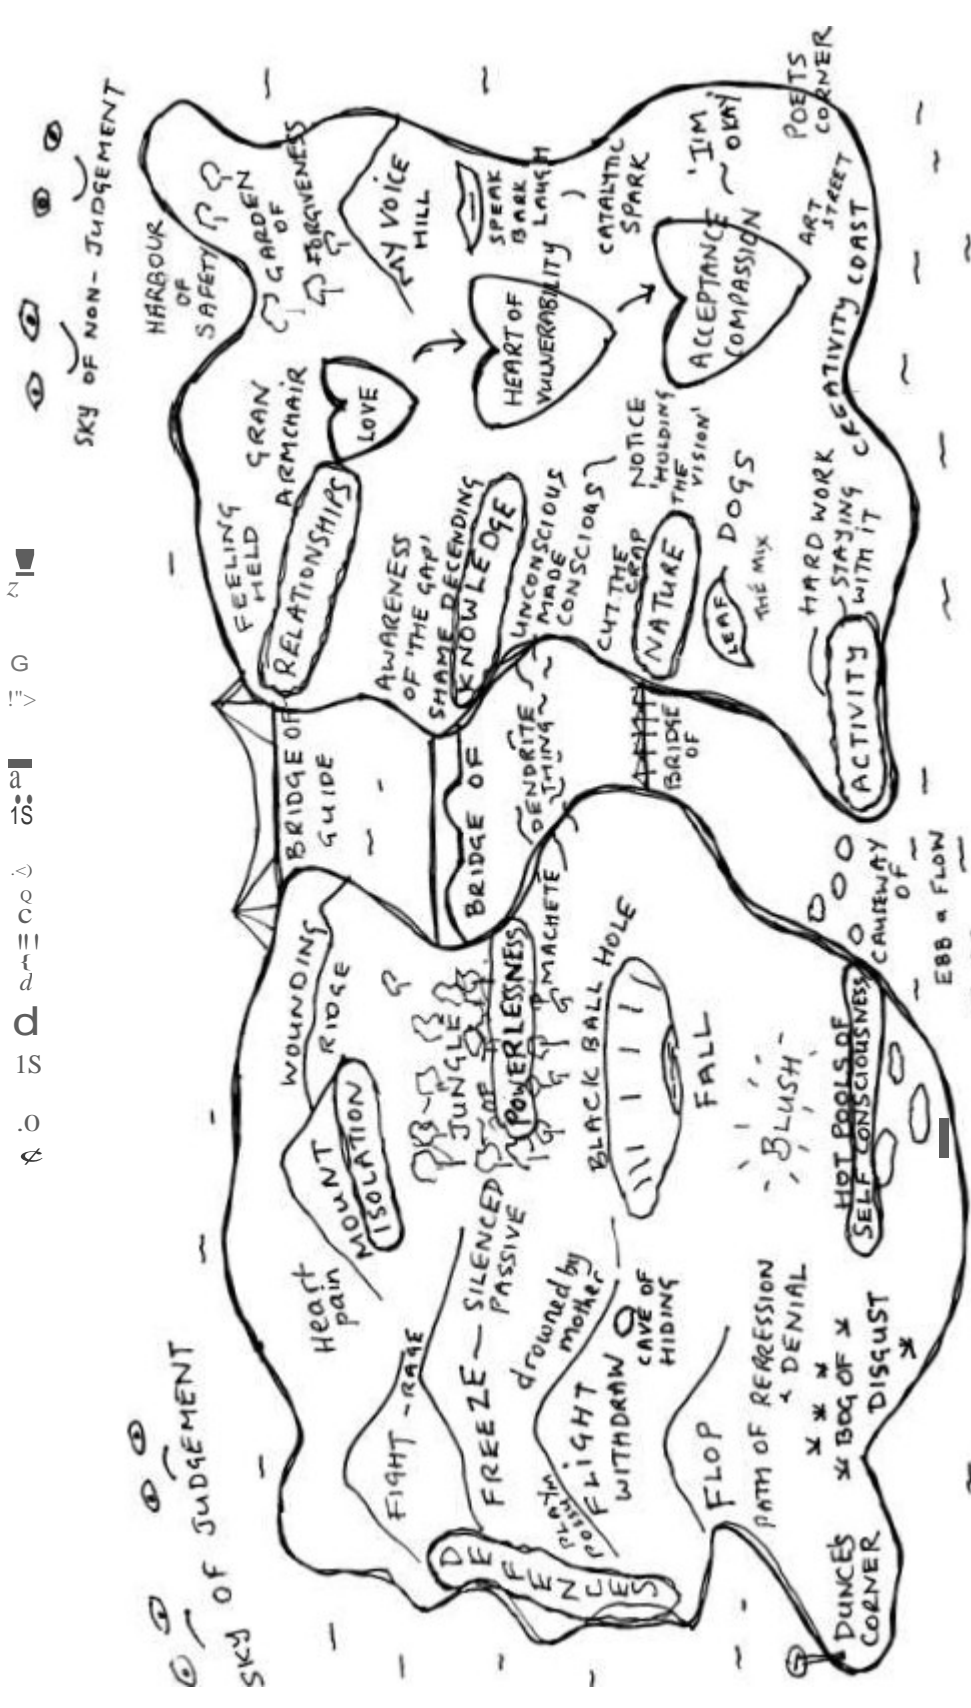 SKY OF JUDGEMENT
SKY OF NON-JUDGEMENT
Heart
pain
MOUNT
ISOLATION
WOUNDING
RIDGE
FIGHT - RAGE
FREEZE - SILENCED
PASSIVE
DEFENCES
drowned by
mother
FLIGHT
WITHDRAW
CAVE OF
HIDING
FLOP
PATH OF REPRESSION
& DENIAL
BOG OF
DISGUST
DUNCE'S
CORNER
JUNGLE
OF
POWERLESSNESS
MACHETE
BLACK BALL HOLE
FALL
BLUSH
HOT POOLS OF
SELF CONSCIOUSNESS
BRIDGE OF
GUIDE
BRIDGE OF
DENDRITE
THING
BRIDGE
OF
CAUSEWAY
OF
EBB & FLOW
FEELING
HELD
RELATIONSHIPS
GRAN
ARMCHAIR
LOVE
HARBOUR
OF
SAFETY
GARDEN
OF
FORGIVENESS
MY VOICE
HILL
SPEAK
BARK
LAUGH
AWARENESS
OF 'THE GAP'
SHAME DECENDING
KNOWLEDGE
UNCONSCIOUS
MADE
CONSCIOUS
HEART OF
VULNERABILITY
CATALYTIC
SPARK
CUT THE
CRAP
NATURE
NOTICE
'HOLDING
THE
VISION'
ACCEPTANCE
COMPASSION
'I'M
OKAY'
LEAF
DOGS
THE MIX
ACTIVITY
HARD WORK
STAYING
WITH IT
CREATIVITY COAST
ART
STREET
POETS
CORNER